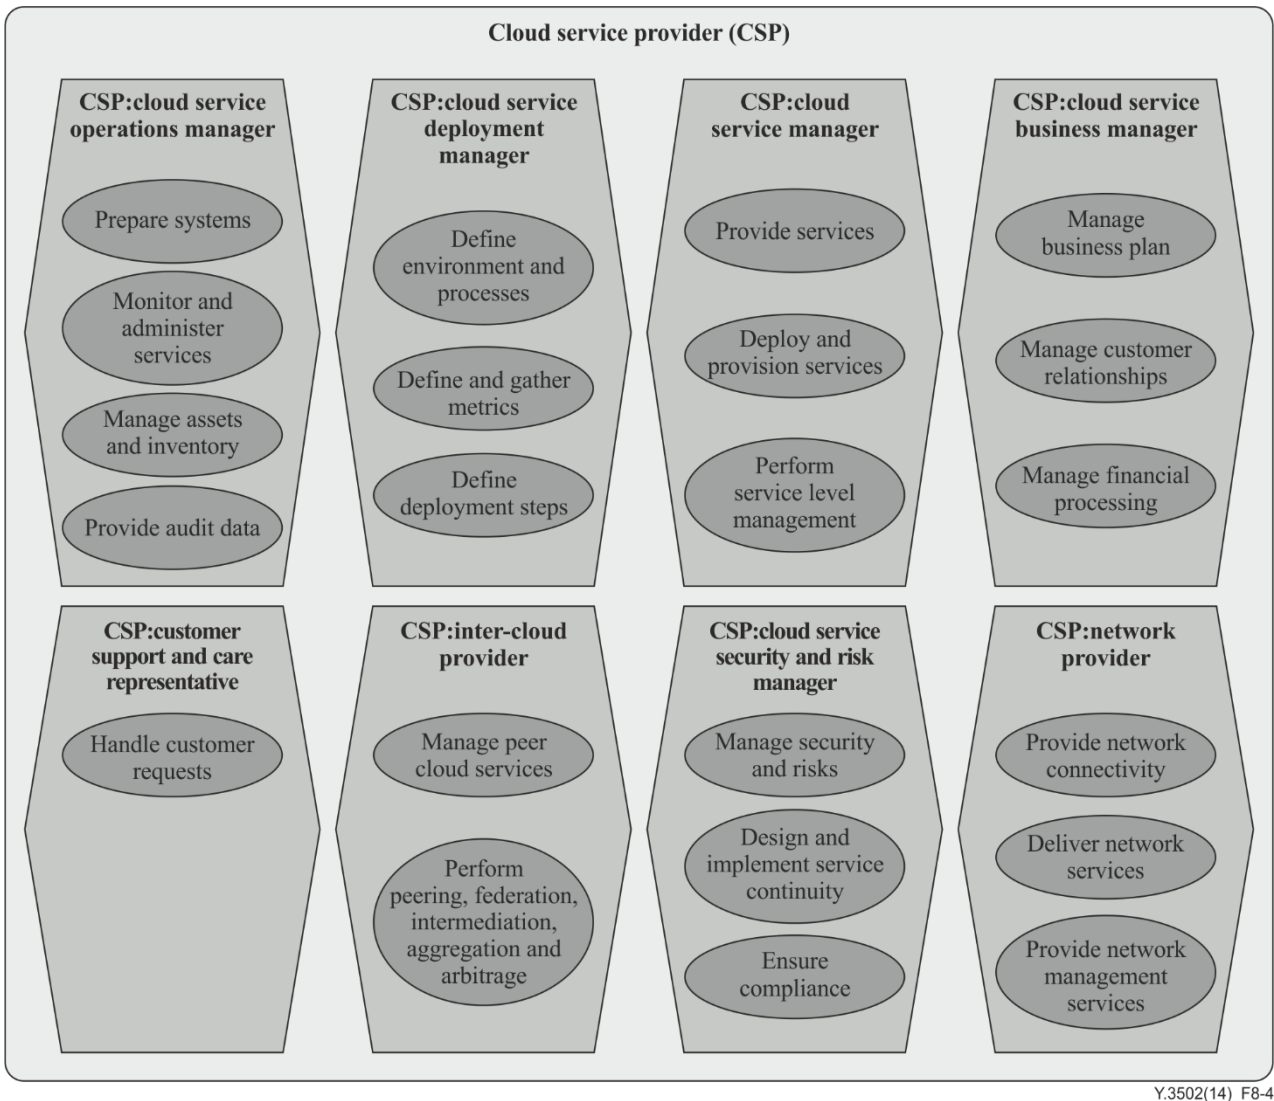 Cloud service provider (CSP)
CSP:cloud service
operations manager
Prepare systems
Monitor and
administer
services
Manage assets
and inventory
Provide audit data
CSP:cloud service
deployment
manager
Define
environment and
processes
Define and gather
metrics
Define
deployment steps
CSP:cloud
service manager
Provide services
Deploy and
provision services
Perform
service level
management
CSP:cloud service
business manager
Manage
business plan
Manage customer
relationships
Manage financial
processing
CSP:customer
support and care
representative
Handle customer
requests
CSP:inter-cloud
provider
Manage peer
cloud services
Perform
peering, federation,
intermediation,
aggregation and
arbitrage
CSP:cloud service
security and risk
manager
Manage security
and risks
Design and
implement service
continuity
Ensure
compliance
CSP:network
provider
Provide network
connectivity
Deliver network
services
Provide network
management
services
Y.3502(14) F8-4